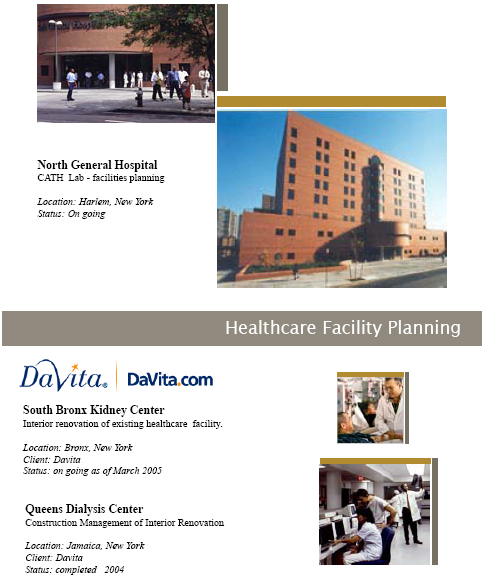 North General Hospital
CATH Lab - facilities planning
Location: Harlem, New York
Status: On going
Healthcare Facility Planning
DaVita® DaVita.com
South Bronx Kidney Center
Interior renovation of existing healthcare facility.
Location: Bronx, New York
Client: Davita
Status: on going as of March 2005
Queens Dialysis Center
Construction Management of Interior Renovation
Location: Jamaica, New York
Client: Davita
Status: completed 2004